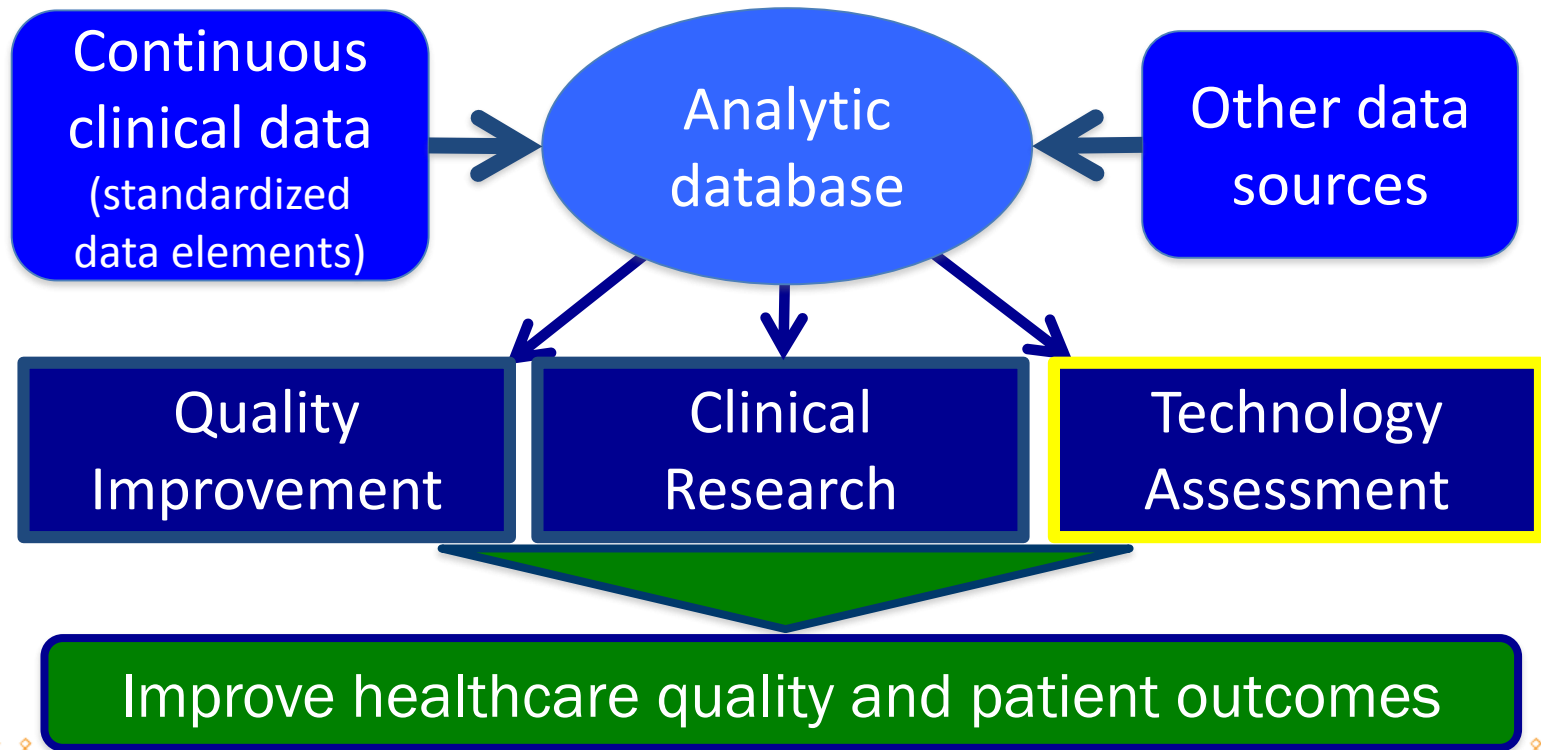 Continuous
clinical data
(standardized
data elements)
Analytic
database
Other data
sources
Quality
Improvement
Clinical
Research
Technology
Assessment
Improve healthcare quality and patient outcomes